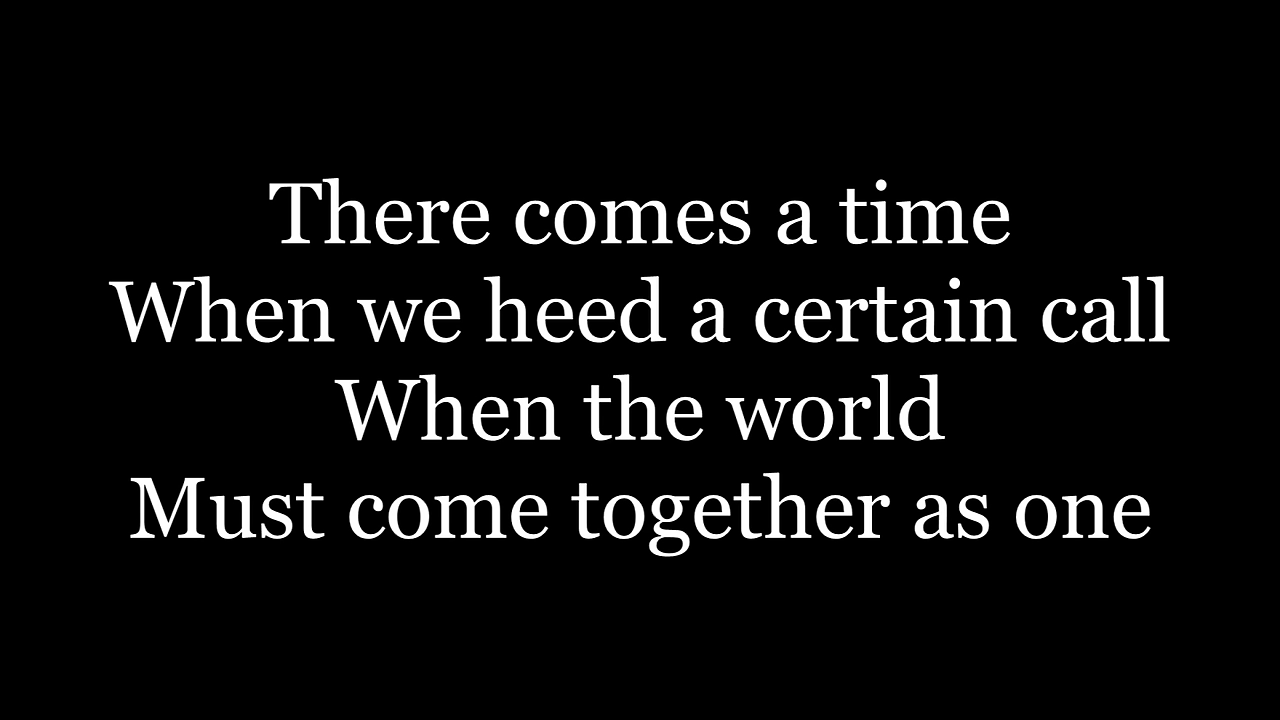 There comes a time
When we heed a certain call
When the world
Must come together as one